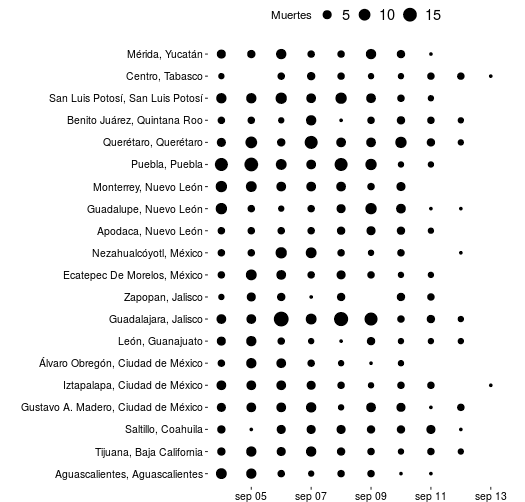 Muertes 5 10 15
Mérida, Yucatán
Centro, Tabasco
San Luis Potosí, San Luis Potosí
Benito Juárez, Quintana Roo
Querétaro, Querétaro
Puebla, Puebla
Monterrey, Nuevo León
Guadalupe, Nuevo León
Apodaca, Nuevo León
Nezahualcóyotl, México
Ecatepec De Morelos, México
Zapopan, Jalisco
Guadalajara, Jalisco
León, Guanajuato
Álvaro Obregón, Ciudad de México
Iztapalapa, Ciudad de México
Gustavo A. Madero, Ciudad de México
Saltillo, Coahuila
Tijuana, Baja California
Aguascalientes, Aguascalientes
sep 05 sep 07 sep 09 sep 11 sep 13